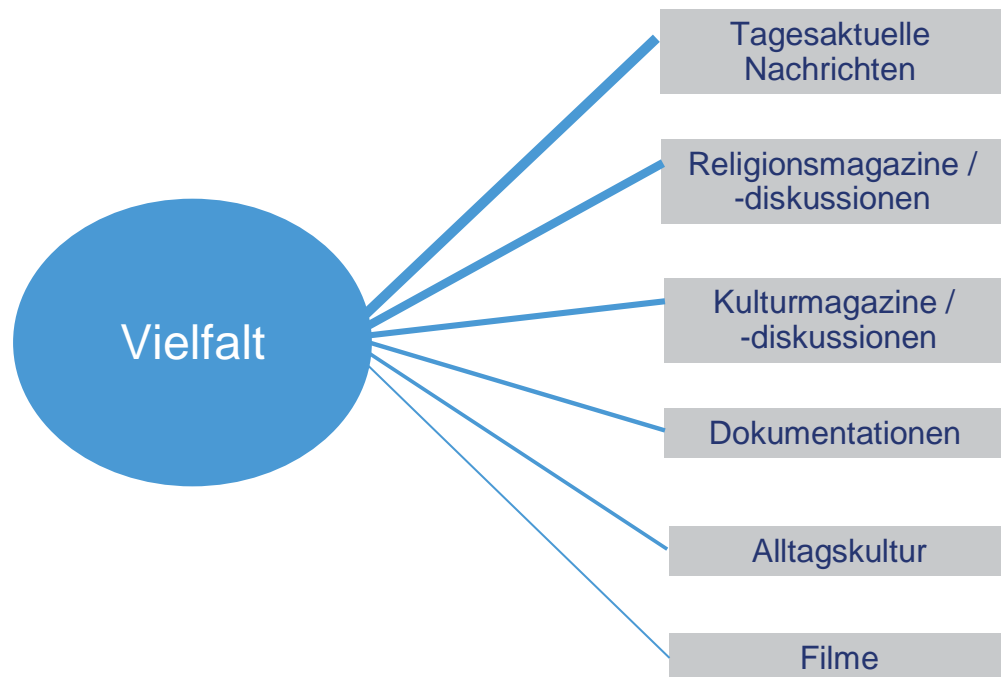 Tagesaktuelle
Nachrichten
Religionsmagazine /
-diskussionen
Kulturmagazine /
-diskussionen
Vielfalt
Dokumentationen
Alltagskultur
Filme